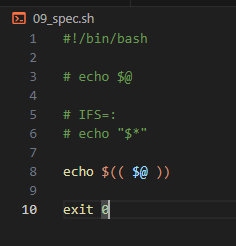 09_spec.sh
1 #!/bin/bash
2
3 # echo $@
4
5 # IFS=:
6 # echo "$*"
7
8 echo $(( $@ ))
9
10 exit 0